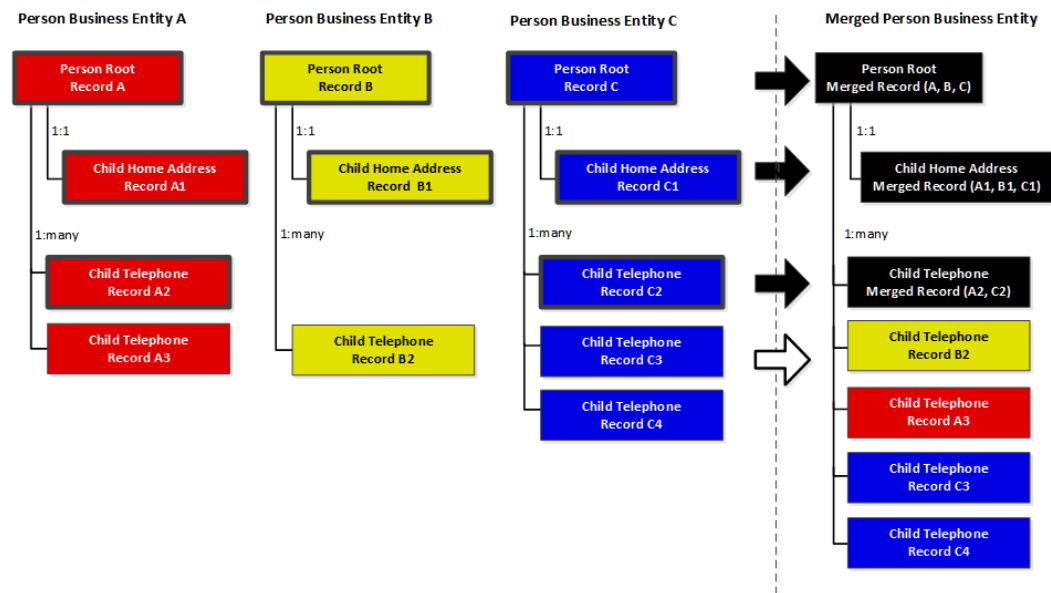 Person Business Entity A
Person Business Entity B
Person Business Entity C
Merged Person Business Entity
Person Root
Record A
Person Root
Record B
Person Root
Record C
Person Root
Merged Record (A, B, C)
1:1
1:1
1:1
1:1
Child Home Address
Record A1
Child Home Address
Record B1
Child Home Address
Record C1
Child Home Address
Merged Record (A1, B1, C1)
1:many
1:many
1:many
1:many
Child Telephone
Record A2
Child Telephone
Record C2
Child Telephone
Merged Record (A2, C2)
Child Telephone
Record A3
Child Telephone
Record B2
Child Telephone
Record C3
Child Telephone
Record B2
Child Telephone
Record C4
Child Telephone
Record A3
Child Telephone
Record C3
Child Telephone
Record C4